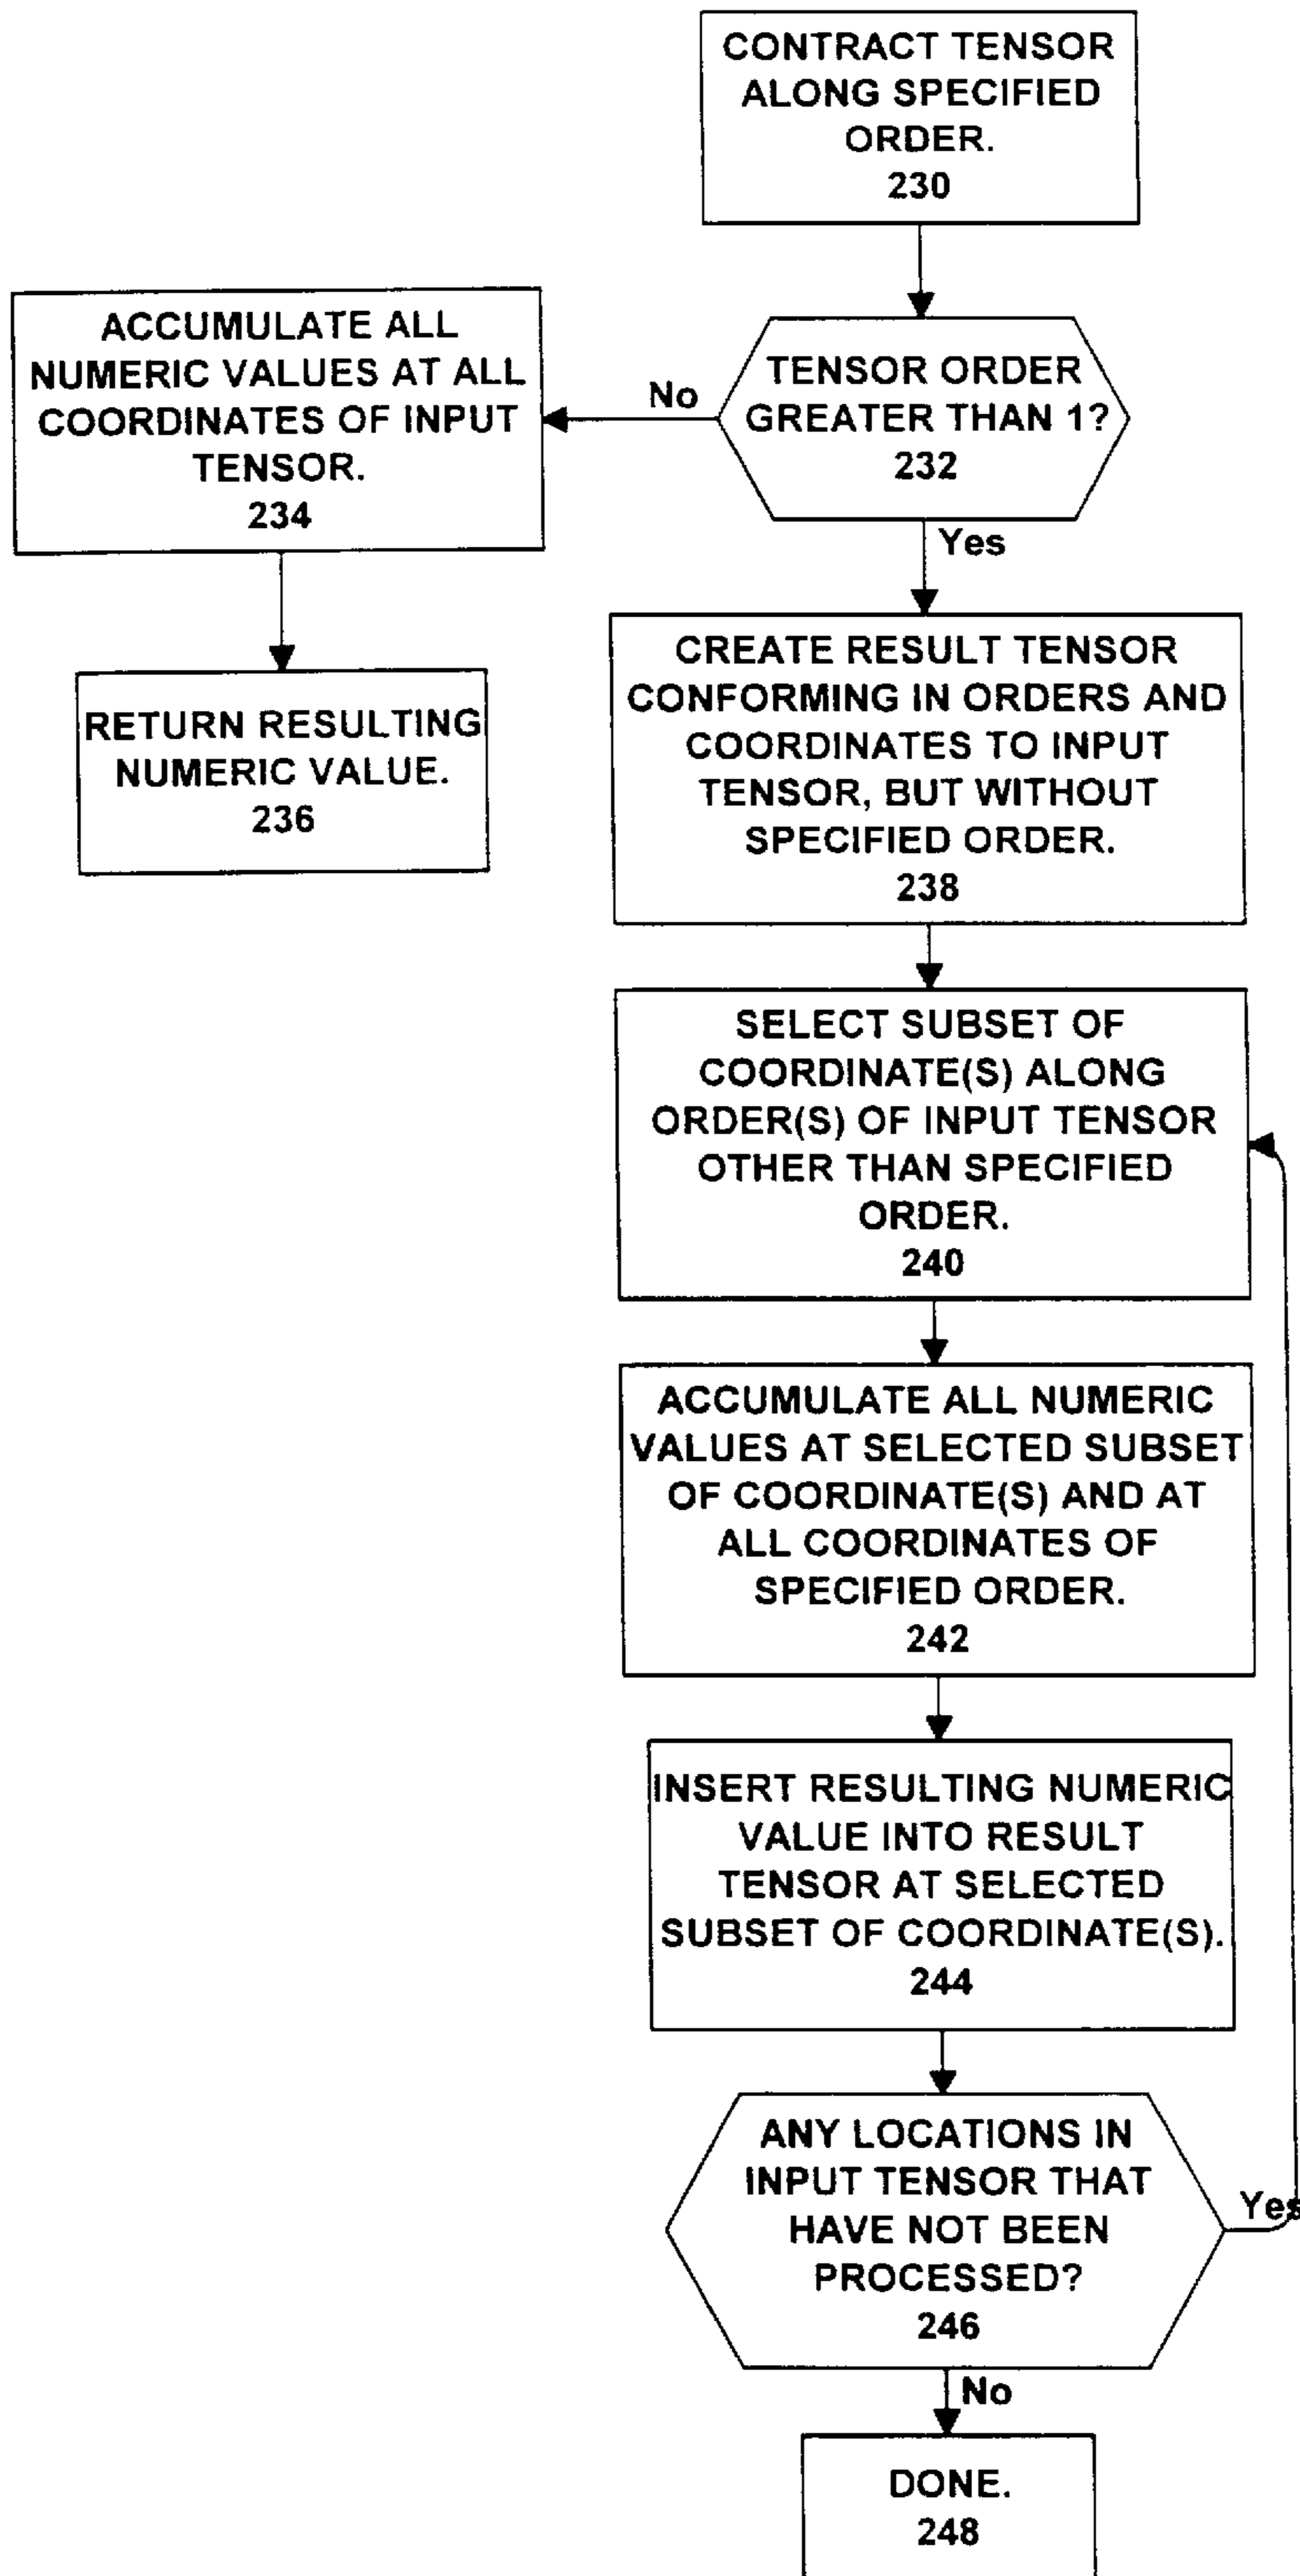 CONTRACT TENSOR
ALONG SPECIFIED
ORDER.
230
TENSOR ORDER
GREATER THAN 1?
232
No
Yes
ACCUMULATE ALL
NUMERIC VALUES AT ALL
COORDINATES OF INPUT
TENSOR.
234
RETURN RESULTING
NUMERIC VALUE.
236
CREATE RESULT TENSOR
CONFORMING IN ORDERS AND
COORDINATES TO INPUT
TENSOR, BUT WITHOUT
SPECIFIED ORDER.
238
SELECT SUBSET OF
COORDINATE(S) ALONG
ORDER(S) OF INPUT TENSOR
OTHER THAN SPECIFIED
ORDER.
240
ACCUMULATE ALL NUMERIC
VALUES AT SELECTED SUBSET
OF COORDINATE(S) AND AT
ALL COORDINATES OF
SPECIFIED ORDER.
242
INSERT RESULTING NUMERIC
VALUE INTO RESULT
TENSOR AT SELECTED
SUBSET OF COORDINATE(S).
244
ANY LOCATIONS IN
INPUT TENSOR THAT
HAVE NOT BEEN
PROCESSED?
246
Yes
No
DONE.
248